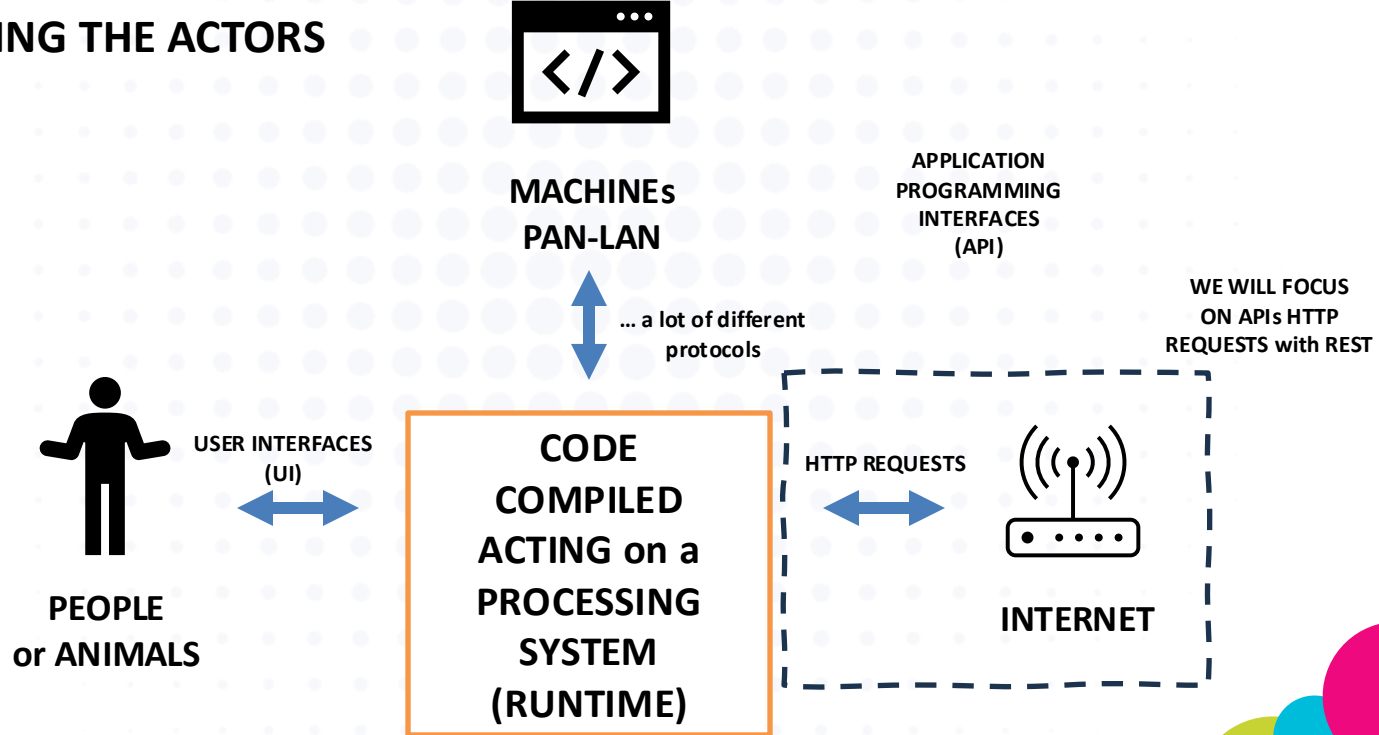 ING THE ACTORS
</>
MACHINEs
PAN-LAN
APPLICATION
PROGRAMMING
INTERFACES
(API)
WE WILL FOCUS
ON APIs HTTP
REQUESTS with REST
... a lot of different
protocols
USER INTERFACES
(UI)
CODE
COMPILED
ACTING on a
PROCESSING
SYSTEM
(RUNTIME)
HTTP REQUESTS
PEOPLE
or ANIMALS
INTERNET